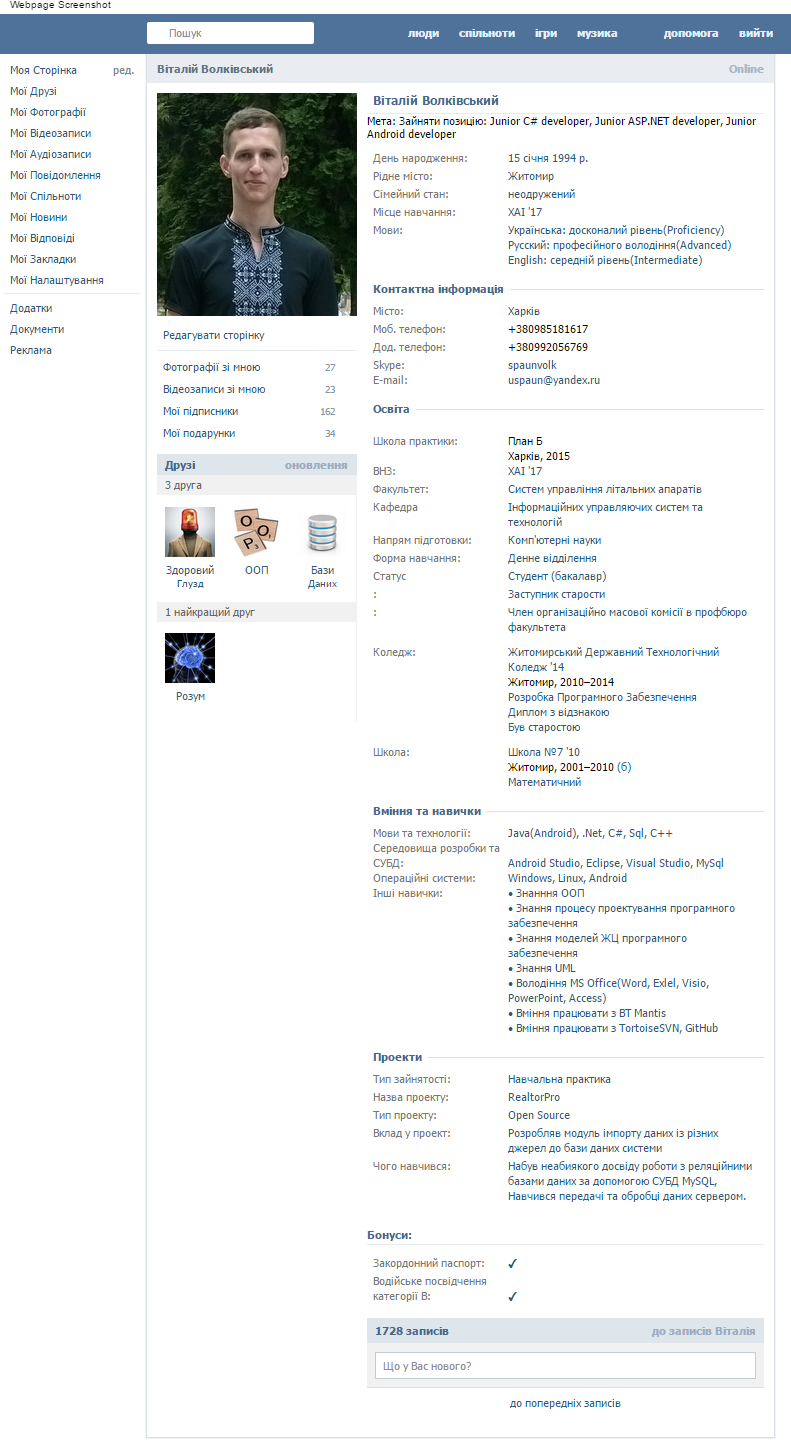 Webpage Screenshot
Пошук
люди спільноти ігри музика допомога вийти
Моя Сторінка ред.
Мої Друзі
Мої Фотографії
Мої Відеозаписи
Мої Аудіозаписи
Мої Повідомлення
Мої Спільноти
Мої Новини
Мої Відповіді
Мої Закладки
Мої Налаштування
Додатки
Документи
Реклама
Віталій Волківський Online
Редагувати сторінку
Фотографії зі мною 27
Відеозаписи зі мною 23
Мої підписники 162
Мої подарунки 34
Друзі оновлення
3 друга
О О Р
Здоровий Глузд
ООП
Бази Даних
1 найкращий друг
Розум
Віталій Волківський
Мета: Зайняти позицію: Junior C# developer, Junior ASP.NET developer, Junior
Android developer
День народження: 15 січня 1994 р.
Рідне місто: Житомир
Сімейний стан: неодружений
Місце навчання: ХАІ '17
Мови: Українська: досконалий рівень(Proficiency)
Русский: професійного володіння(Advanced)
English: середній рівень(Intermediate)
Контактна інформація
Місто: Харків
Моб. телефон: +380985181617
Дод. телефон: +380992056769
Skype: spaunvolk
E-mail: uspaun@yandex.ru
Освіта
Школа практики: План Б
Харків, 2015
ВНЗ: ХАІ '17
Факультет: Систем управління літальних апаратів
Кафедра Інформаційних управляючих систем та
технологій
Напрям підготовки: Комп'ютерні науки
Форма навчання: Денне відділення
Статус Студент (бакалавр)
: Заступник старости
: Член організаційно масової комісії в профбюро
факультета
Коледж: Житомирський Державний Технологічний
Коледж '14
Житомир, 2010–2014
Розробка Програмного Забезпечення
Диплом з відзнакою
Був старостою
Школа: Школа №7 '10
Житомир, 2001–2010 (б)
Математичний
Вміння та навички
Мови та технології: Java(Android), .Net, C#, Sql, C++
Середовища розробки та
СУБД: Android Studio, Eclipse, Visual Studio, MySql
Операційні системи: Windows, Linux, Android
Інші навички: • Знанння ООП
• Знання процесу проектування програмного
забезпечення
• Знання моделей ЖЦ програмного
забезпечення
• Знання UML
• Володіння MS Office(Word, Exlel, Visio,
PowerPoint, Access)
• Вміння працювати з BT Mantis
• Вміння працювати з TortoiseSVN, GitHub
Проекти
Тип зайнятості: Навчальна практика
Назва проекту: RealtorPro
Тип проекту: Open Source
Вклад у проект: Розробляв модуль імпорту даних із різних
джерел до бази даних системи
Чого навчився: Набув неабиякого досвіду роботи з реляційними
базами даних за допомогою СУБД MySQL,
Навчився передачі та обробці даних сервером.
Бонуси:
Закордонний паспорт: ✓
Водійське посвідчення
категорії В: ✓
1728 записів до записів Віталія
Що у Вас нового?
до попередніх записів